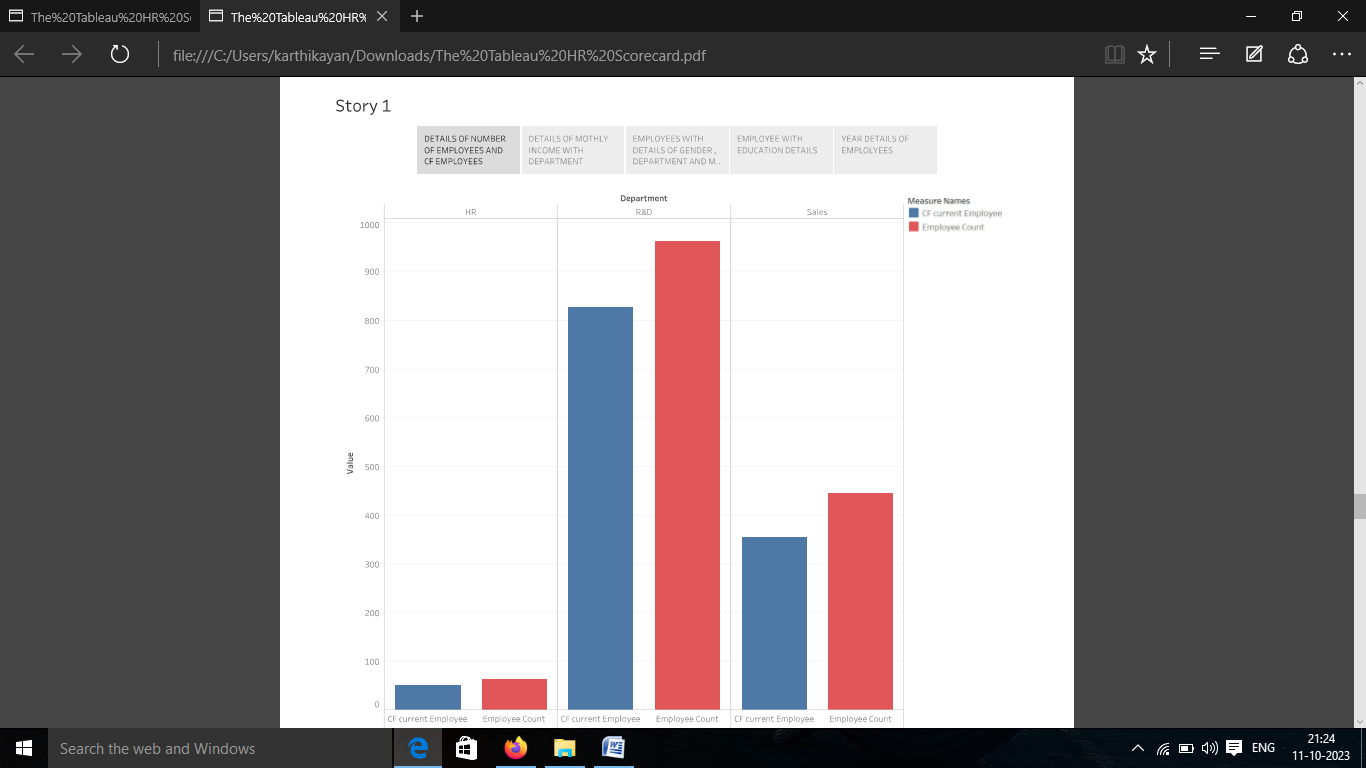 The%20Tableau%20HR%20S
The%20Tableau%20HR%
file:///C:/Users/karthikayan/Downloads/The%20Tableau%20HR%20Scorecard.pdf
Story 1
DETAILS OF NUMBER
OF EMPLOYEES AND
CF EMPLOYEES
DETAILS OF MOTHLY
INCOME WITH
DEPARTMENT
EMPLOYEES WITH
DETAILS OF GENDER ,
DEPARTMENT AND M..
EMPLOYEE WITH
EDUCATION DETAILS
YEAR DETAILS OF
EMPLOLYEES
Department
HR R&D Sales
Measure Names
CF current Employee
Employee Count
1000
900
800
700
600
500
400
300
200
100
0
Value
CF current Employee Employee Count CF current Employee Employee Count CF current Employee Employee Count
Search the web and Windows
ENG
21:24
11-10-2023